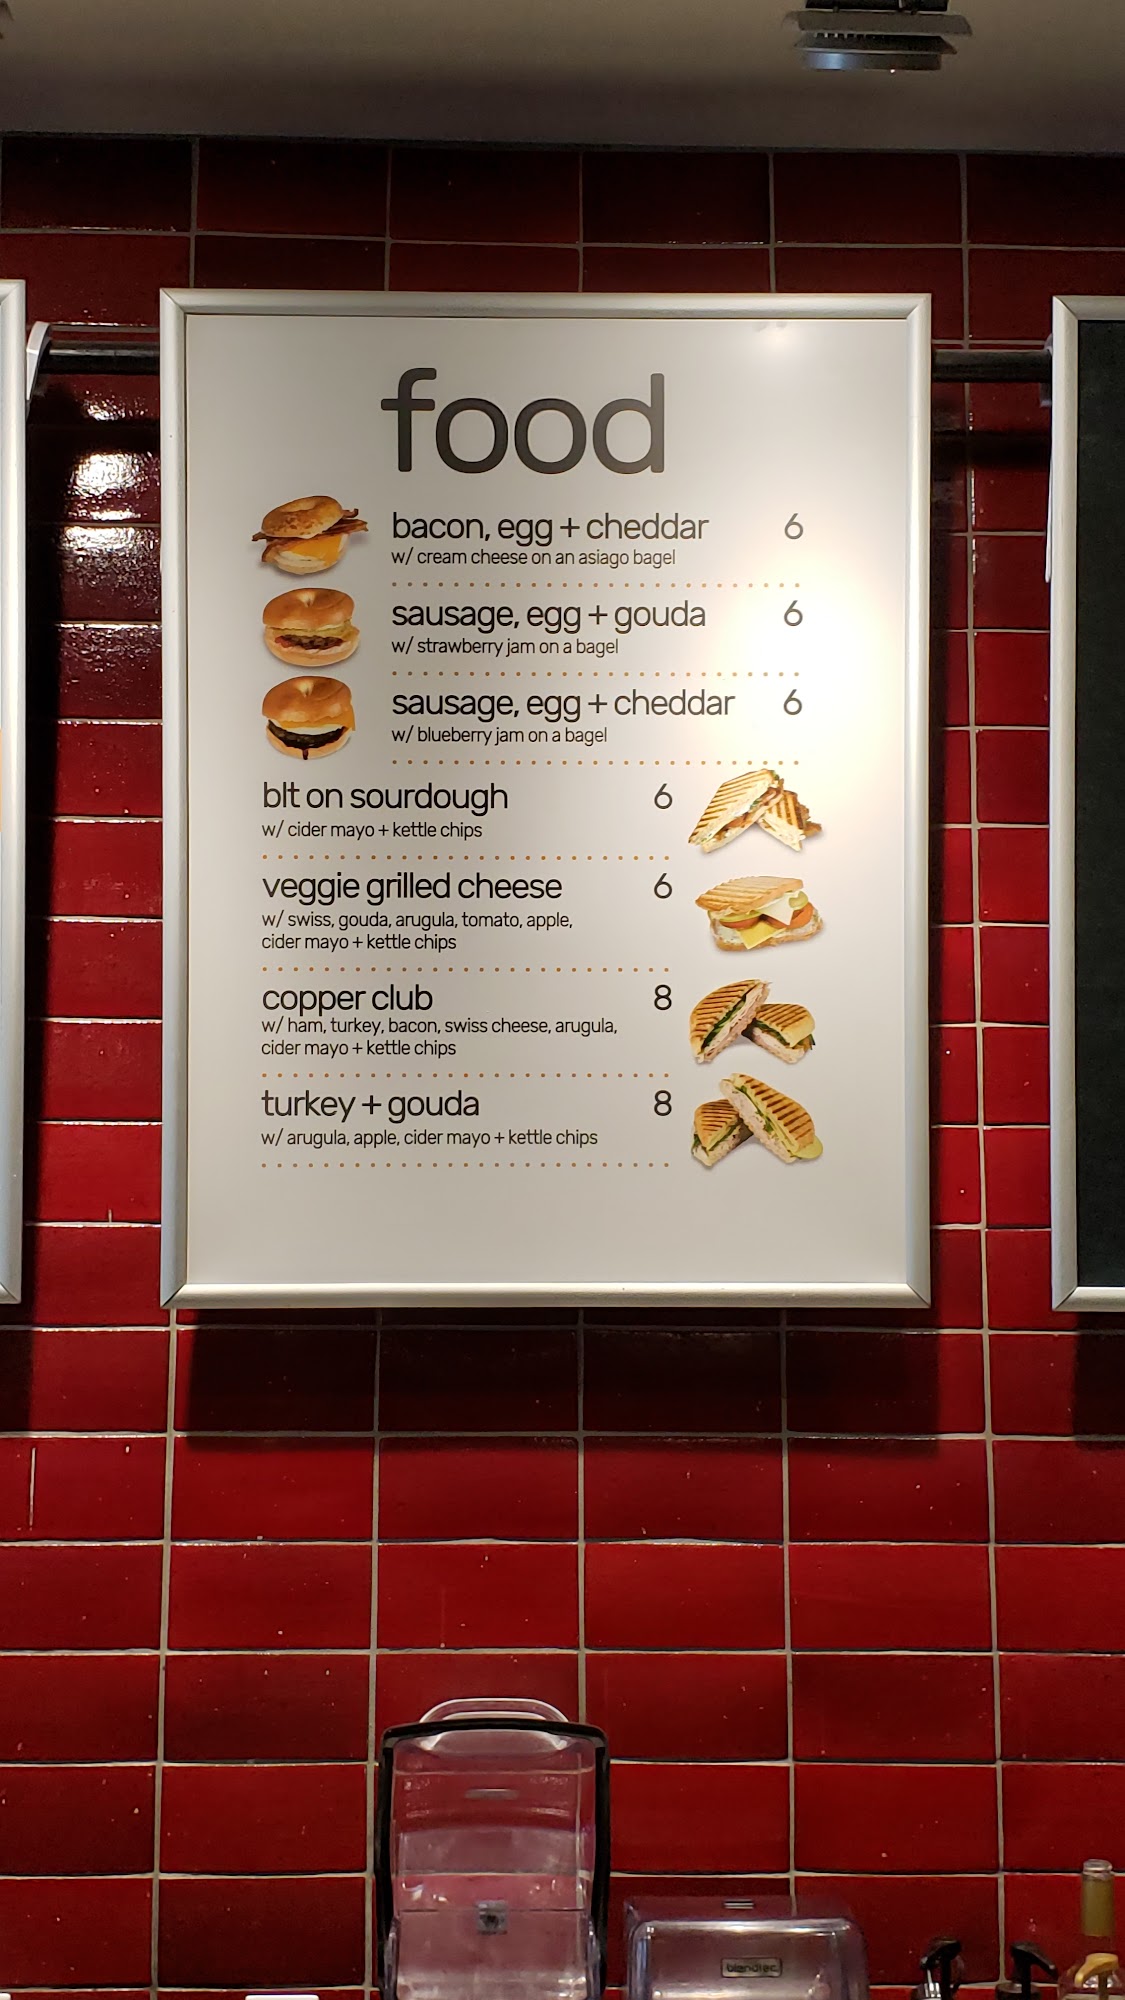 food
bacon, egg + cheddar 6
w/ cream cheese on an asiago bagel
sausage, egg + gouda 6
w/ strawberry jam on a bagel
sausage, egg + cheddar 6
w/ blueberry jam on a bagel
blt on sourdough 6
w/ cider mayo + kettle chips
veggie grilled cheese 6
w/ swiss, gouda, arugula, tomato, apple,
cider mayo + kettle chips
copper club 8
w/ ham, turkey, bacon, swiss cheese, arugula,
cider mayo + kettle chips
turkey + gouda 8
w/ arugula, apple, cider mayo + kettle chips
blendtec